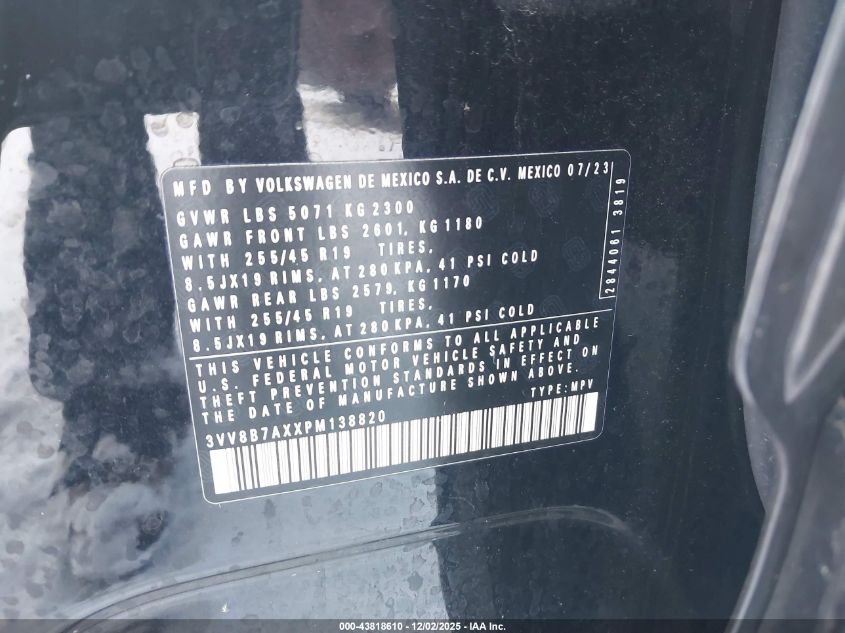 MFD BY VOLKSWAGEN DE MEXICO S.A. DE C.V. MEXICO 07/23
GVWR LBS 5071 KG 2300
GAWR FRONT LBS 2601, KG 1180
WITH 255/45 R19 TIRES,
8.5JX19 RIMS, AT 280 KPA, 41 PSI COLD
GAWR REAR LBS 2579, KG 1170
WITH 255/45 R19 TIRES,
8.5JX19 RIMS, AT 280 KPA, 41 PSI COLD
2844061 3819
THIS VEHICLE CONFORMS TO ALL APPLICABLE
U.S. FEDERAL MOTOR VEHICLE SAFETY AND
THEFT PREVENTION STANDARDS IN EFFECT ON
THE DATE OF MANUFACTURE SHOWN ABOVE.
3VV8B7AXXPM138820 TYPE: MPV
000-43818610 - 12/02/2025 - IAA Inc.